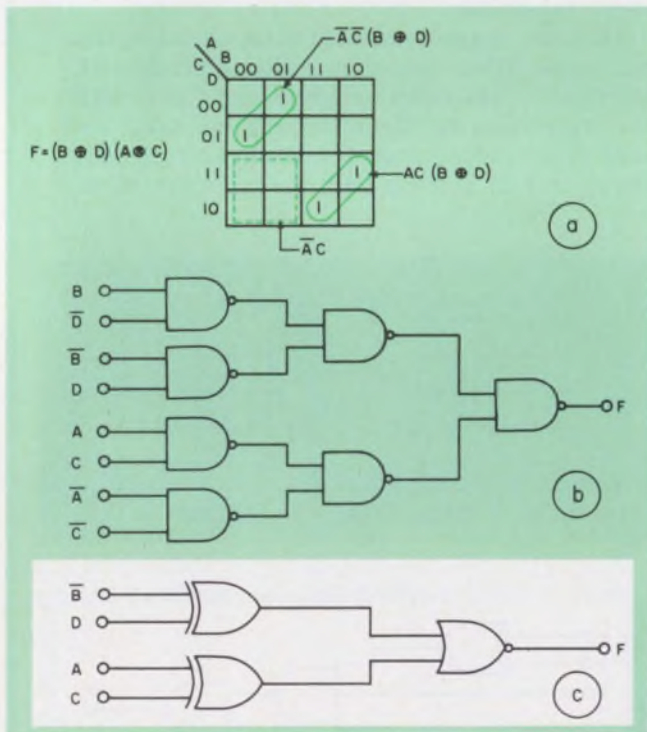 A̅ C̅ (B ⊕ D)
A
B
C
D
00 01 11 10
00
1
01
1
F = (B ⊕ D) (A ⊗ C)
11
1
AC (B ⊕ D)
10
1
A̅ C
a
B
D̅
B̅
D
F
A
C
A̅
b
C̅
B̅
D
F
A
C
c